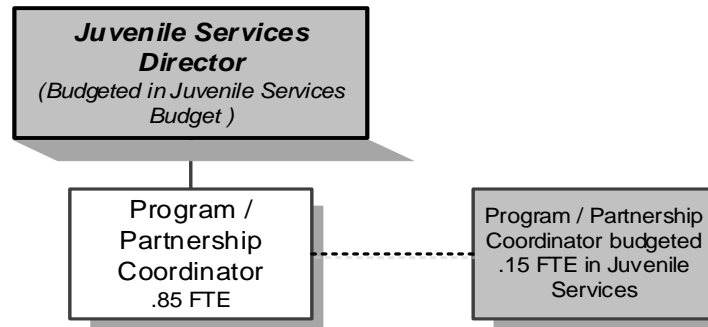 Juvenile Services
Director
(Budgeted in Juvenile Services
Budget )
Program /
Partnership
Coordinator
.85 FTE
Program / Partnership
Coordinator budgeted
.15 FTE in Juvenile
Services